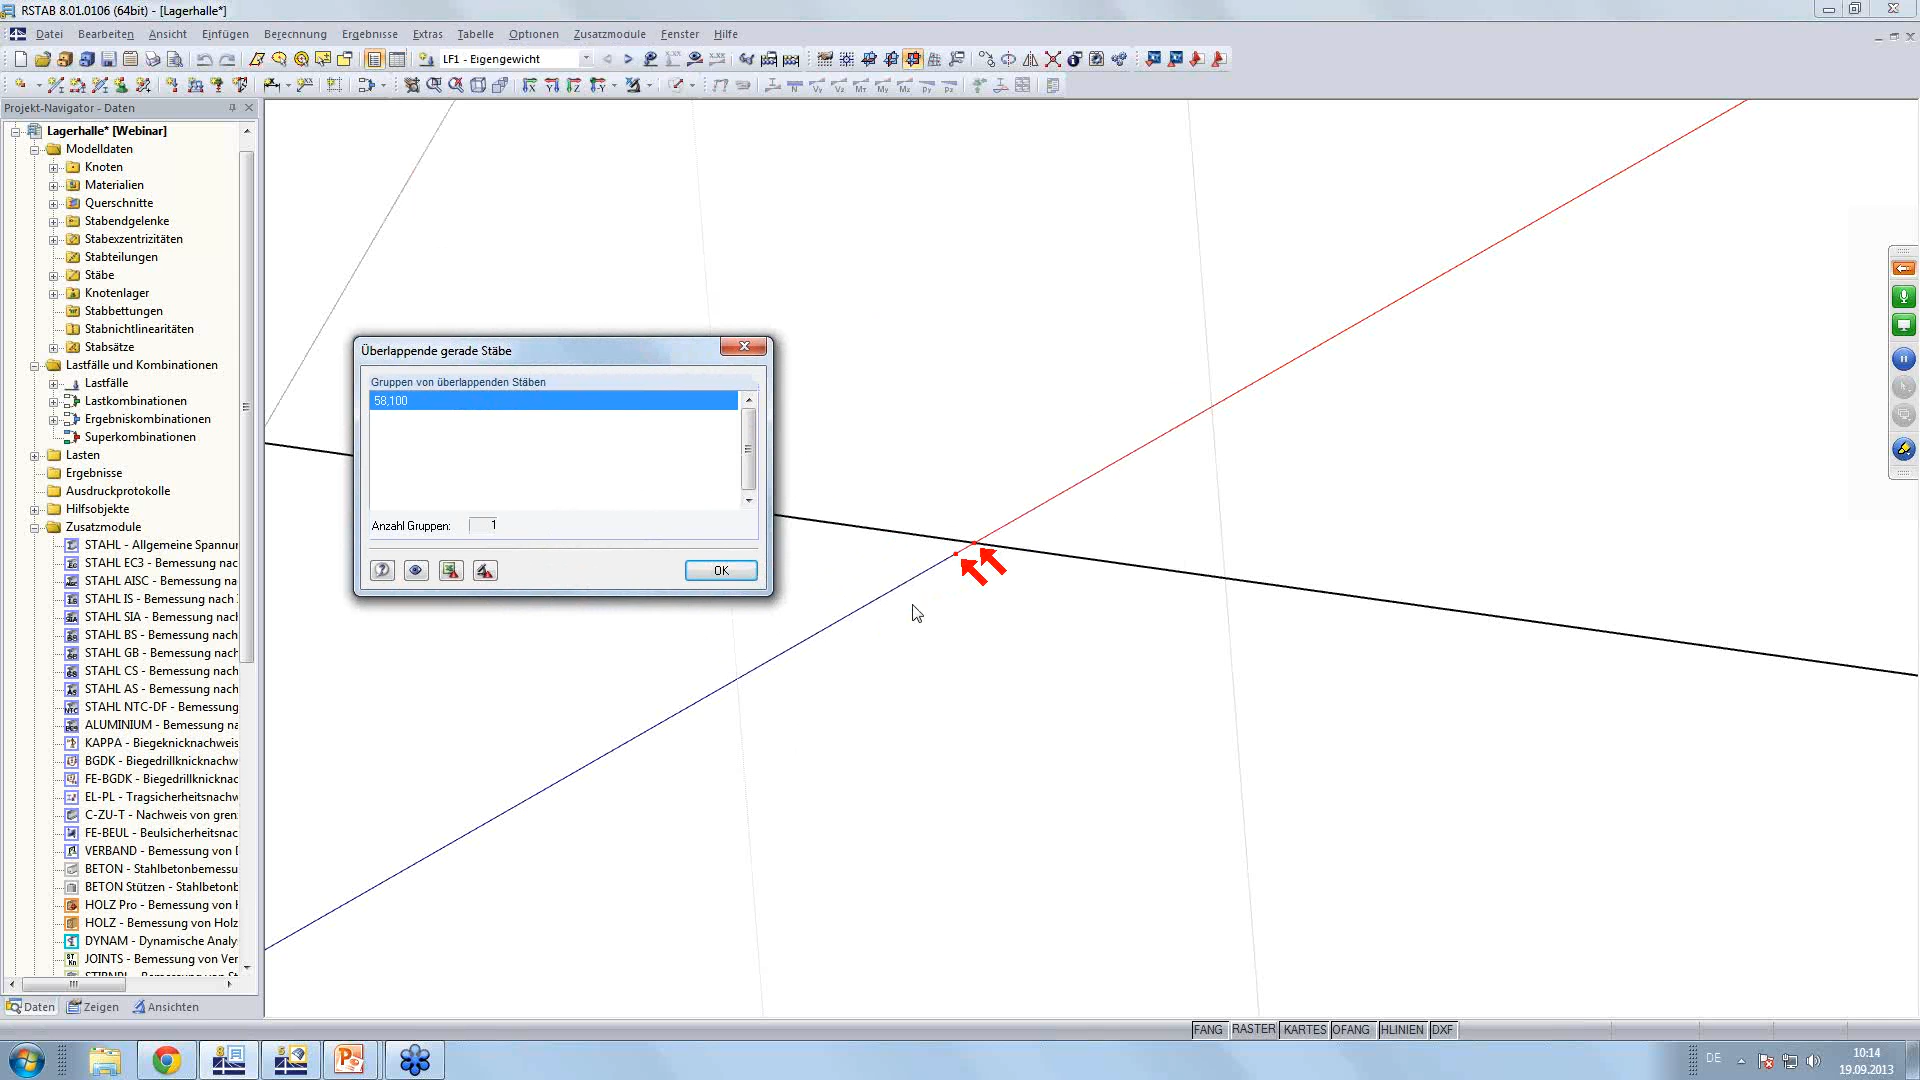 RSTAB 8.01.0106 (64bit) - [Lagerhalle*]
Datei Bearbeiten Ansicht Einfügen Berechnung Ergebnisse Extras Tabelle Optionen Zusatzmodule Fenster Hilfe
LF1 - Eigengewicht
Projekt-Navigator - Daten
Lagerhalle* [Webinar]
Modelldaten
Knoten
Materialien
Querschnitte
Stabendgelenke
Stabexzentrizitäten
Stabteilungen
Stäbe
Knotenlager
Stabbettungen
Stabnichtlinearitäten
Stabsätze
Lastfälle und Kombinationen
Lastfälle
Lastkombinationen
Ergebniskombinationen
Superkombinationen
Lasten
Ergebnisse
Ausdruckprotokolle
Hilfsobjekte
Zusatzmodule
STAHL - Allgemeine Spannur
STAHL EC3 - Bemessung nach
STAHL AISC - Bemessung nac
STAHL IS - Bemessung nach
STAHL SIA - Bemessung nach
STAHL BS - Bemessung nach
STAHL GB - Bemessung nach
STAHL CS - Bemessung nach
STAHL AS - Bemessung nach
STAHL NTC-DF - Bemessung
ALUMINIUM - Bemessung na
KAPPA - Biegeknicknachweis
BGDK - Biegedrillknicknachw
FE-BGDK - Biegedrillknicknac
EL-PL - Tragsicherheitsnachw
C-ZU-T - Nachweis von gren
FE-BEUL - Beulsicherheitsnac
VERBAND - Bemessung von
BETON - Stahlbetonbemessu
BETON Stützen - Stahlbetonb
HOLZ Pro - Bemessung von
HOLZ - Bemessung von Holz
DYNAM - Dynamische Analy
JOINTS - Bemessung von Ver
Daten Zeigen Ansichten
Überlappende gerade Stäbe
Gruppen von überlappenden Stäben
58,100
Anzahl Gruppen: 1
OK
FANG RASTER KARTES OFANG HLINIEN DXF
DE
10:14
19.09.2013